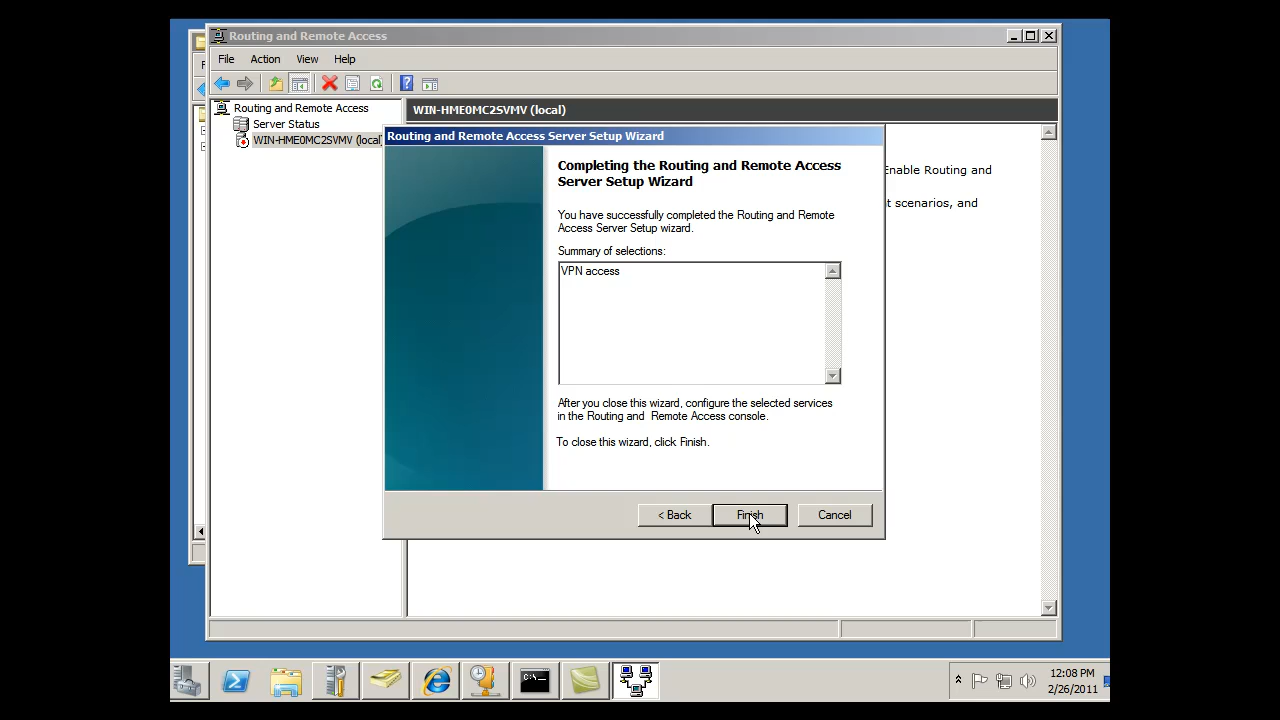 Routing and Remote Access
File Action View Help
Routing and Remote Access
Server Status
WIN-HME0MC2SVMV (local)
WIN-HME0MC2SVMV (local)
Routing and Remote Access Server Setup Wizard
Completing the Routing and Remote Access
Server Setup Wizard
You have successfully completed the Routing and Remote
Access Server Setup wizard.
Summary of selections:
VPN access
After you close this wizard, configure the selected services
in the Routing and Remote Access console.
To close this wizard, click Finish.
< Back Finish Cancel
Enable Routing and
scenarios, and
C:\
12:08 PM
2/26/2011